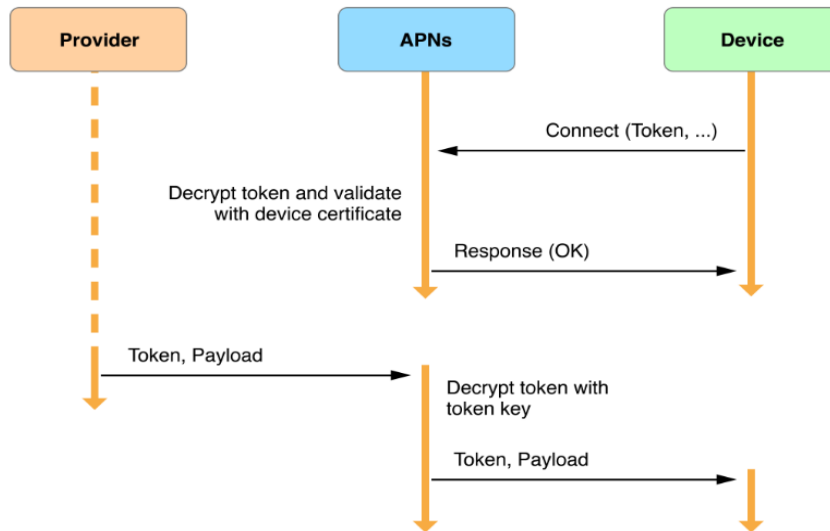 Provider
APNs
Device
Connect (Token, ...)
Decrypt token and validate
with device certificate
Response (OK)
Token, Payload
Decrypt token with
token key
Token, Payload